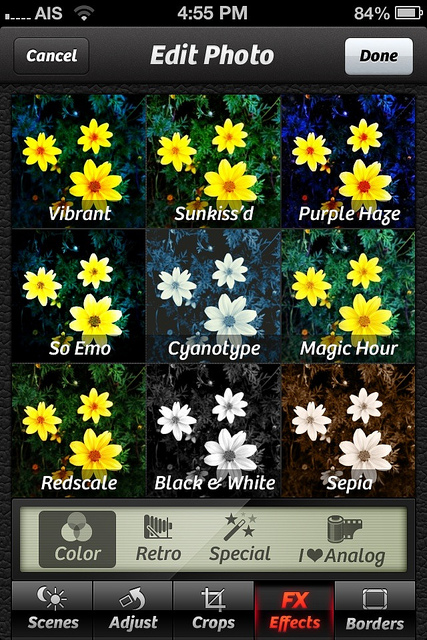 AIS 4:55 PM 84%
Cancel Edit Photo Done
Vibrant Sunkiss'd Purple Haze
So Emo Cyanotype Magic Hour
Redscale Black & White Sepia
Color Retro Special I♥Analog
FX
Scenes Adjust Crops Effects Borders